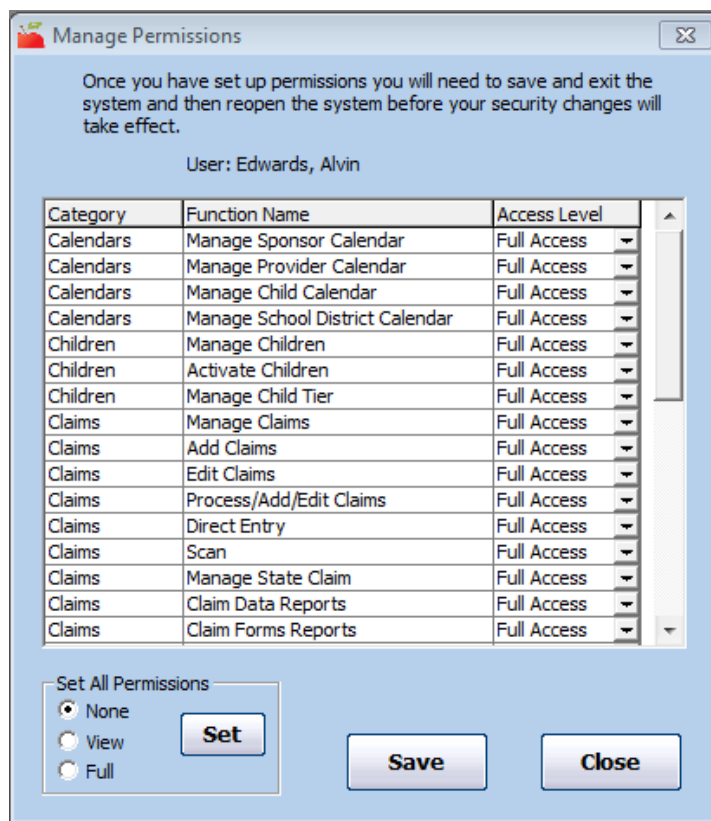 Manage Permissions
Once you have set up permissions you will need to save and exit the
system and then reopen the system before your security changes will
take effect.
User: Edwards, Alvin
Category Function Name Access Level
Calendars Manage Sponsor Calendar Full Access
Calendars Manage Provider Calendar Full Access
Calendars Manage Child Calendar Full Access
Calendars Manage School District Calendar Full Access
Children Manage Children Full Access
Children Activate Children Full Access
Children Manage Child Tier Full Access
Claims Manage Claims Full Access
Claims Add Claims Full Access
Claims Edit Claims Full Access
Claims Process/Add/Edit Claims Full Access
Claims Direct Entry Full Access
Claims Scan Full Access
Claims Manage State Claim Full Access
Claims Claim Data Reports Full Access
Claims Claim Forms Reports Full Access
Set All Permissions
None
View
Full
Set
Save
Close